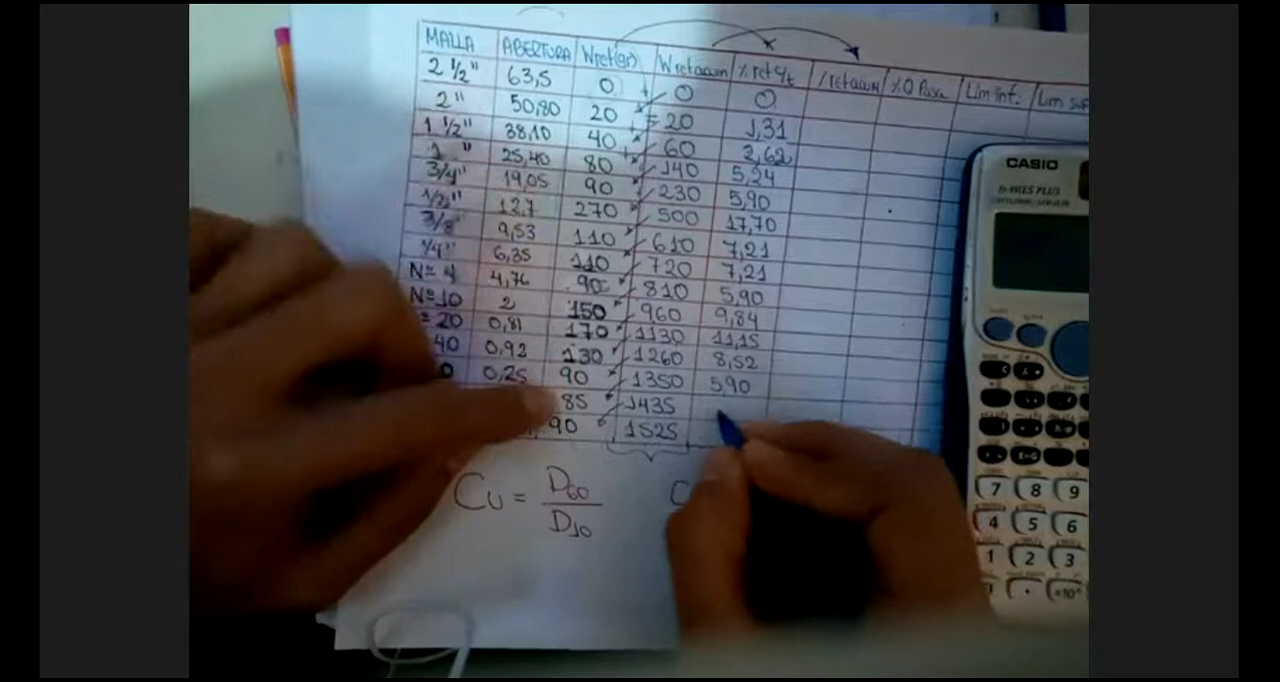 MALLA ABERTURA Wret(gr) Wretacum % ret c/t % retacum % Q Pasa Lim inf. Lim sup
2 1/2" 63,5 0 0 0
2" 50,80 20 20 1,31
1 1/2" 38,10 40 60 2,62
1" 25,40 80 140 5,24
3/4" 19,05 90 230 5,90
1/2" 12,7 270 500 17,70
3/8" 9,53 110 610 7,21
1/4" 6,35 110 720 7,21
Nº 4 4,76 90 810 5,90
Nº 10 2 150 960 9,84
20 0,81 170 1130 11,15
40 0,92 130 1260 8,52
0 0,25 90 1350 5,90
85 1435
90 1525
Cu = D60
D10
C
CASIO
PLUS
7 8 9
4 5 6
1 2 3